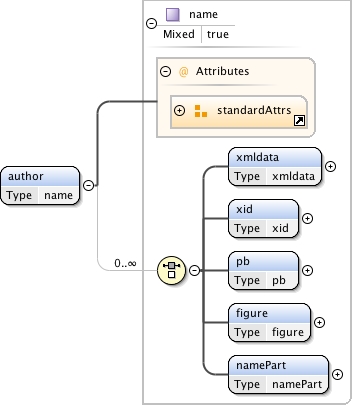 name
Mixed true
@ Attributes
standardAttrs
author
Type name
0..∞
xmldata
Type xmldata
xid
Type xid
pb
Type pb
figure
Type figure
namePart
Type namePart